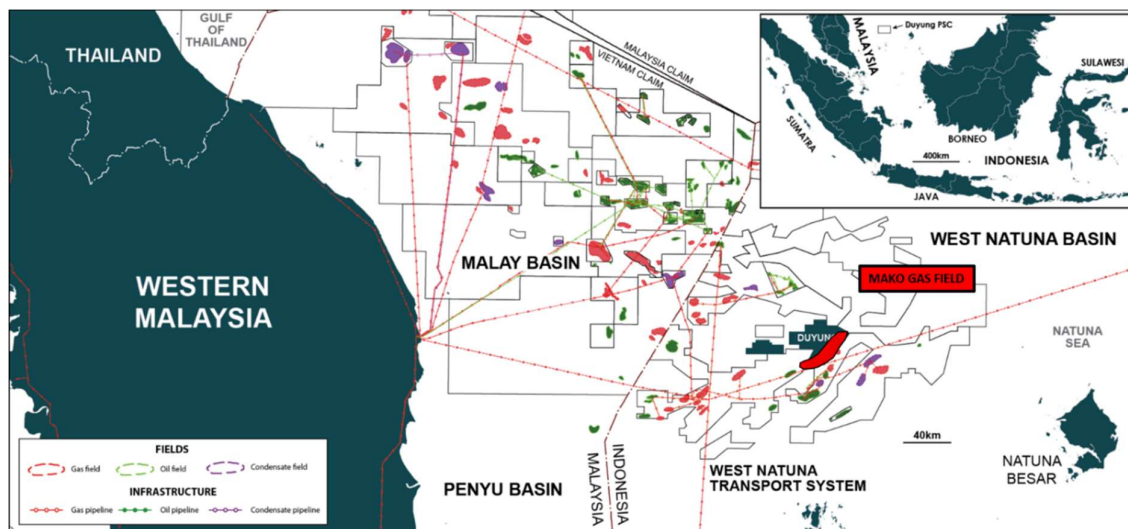 GULF
OF
THAILAND
THAILAND
MALAYSIA CLAIM
VIETNAM CLAIM
Duyung PSC
MALAYSIA
SULAWESI
SUMATRA
BORNEO
400km
INDONESIA
JAVA
WEST NATUNA BASIN
MALAY BASIN
MAKO GAS FIELD
WESTERN
MALAYSIA
DUYUNG
NATUNA
SEA
40km
FIELDS
Gas field
Oil field
Condensate field
INFRASTRUCTURE
Gas pipeline
Oil pipeline
Condensate pipeline
INDONESIA
MALAYSIA
PENYU BASIN
WEST NATUNA
TRANSPORT SYSTEM
NATUNA
BESAR